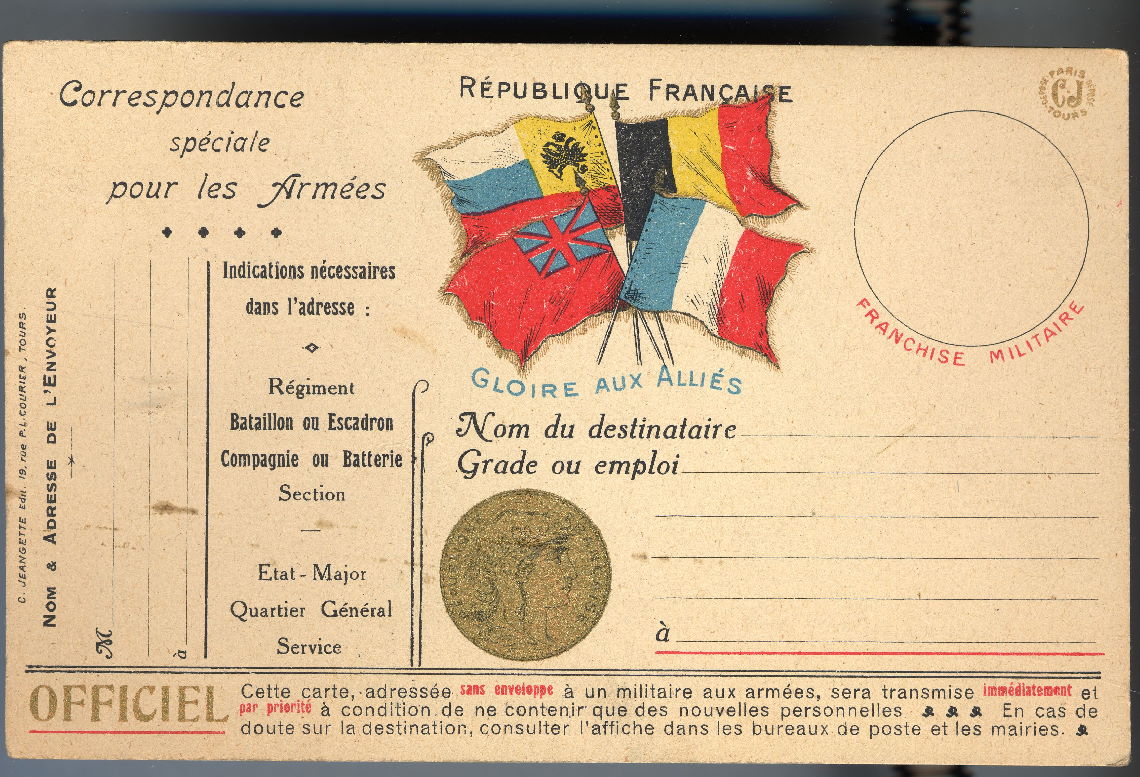 Correspondance
spéciale
pour les Armées
RÉPUBLIQUE FRANÇAISE
PARIS
CJ
TOURS
FRANCHISE MILITAIRE
GLOIRE AUX ALLIÉS
C. JEANGETTE Edit. 19, rue P.L. COURIER, TOURS
NOM & ADRESSE DE L'ENVOYEUR
M
à
Indications nécessaires
dans l'adresse :
Régiment
Bataillon ou Escadron
Compagnie ou Batterie
Section
Etat-Major
Quartier Général
Service
Nom du destinataire
Grade ou emploi
à
OFFICIEL
Cette carte, adressée sans enveloppe à un militaire aux armées, sera transmise immédiatement et
par priorité à condition de ne contenir que des nouvelles personnelles. En cas de
doute sur la destination, consulter l'affiche dans les bureaux de poste et les mairies.